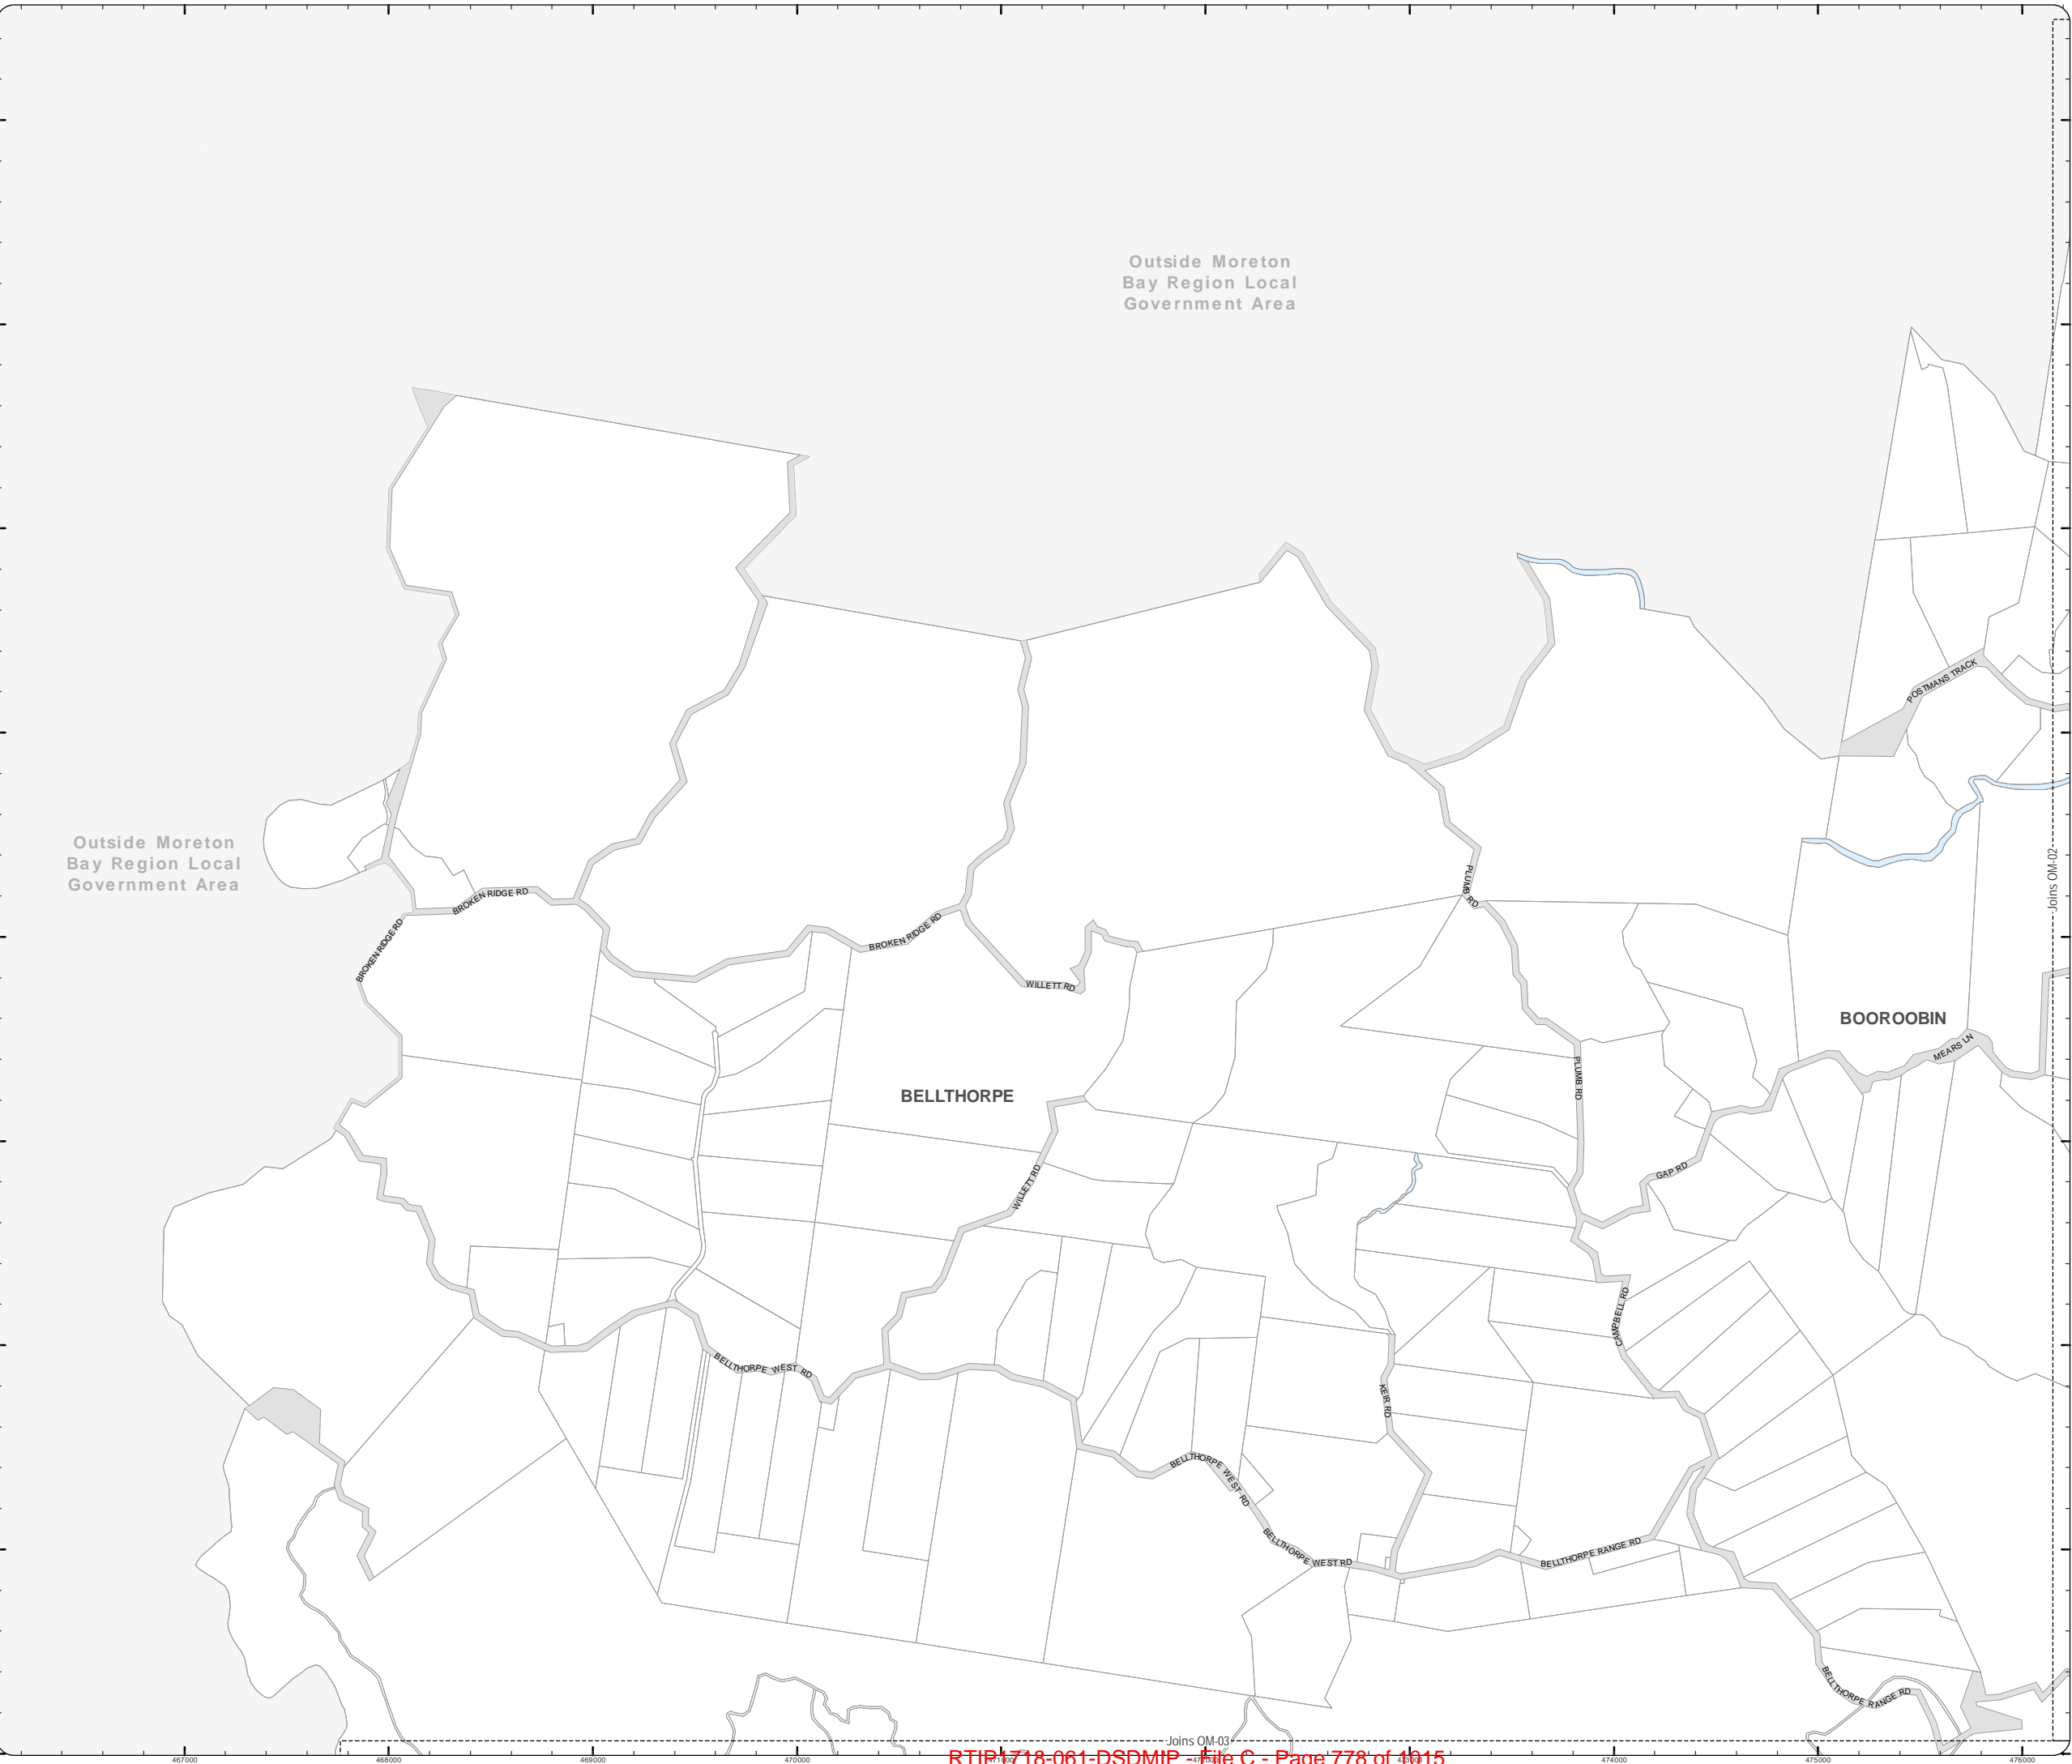 Outside Moreton
Bay Region Local
Government Area
POSTMANS TRACK
Outside Moreton
Bay Region Local
Government Area
Joins OM-02
PLUMB RD
BROKEN RIDGE RD
BROKEN RIDGE RD
BROKEN RIDGE RD
WILLETT RD
BOOROOBIN
MEARS LN
PLUMB RD
BELLTHORPE
GAP RD
WILLETT RD
CAMPBELL RD
BELLTHORPE WEST RD
KEIR RD
BELLTHORPE WEST RD
BELLTHORPE WEST RD
BELLTHORPE RANGE RD
BELLTHORPE RANGE RD
Joins OM-03
467000 468000 469000 470000 471000 472000 473000 474000 475000 476000
RTIP1718-061-DSDMIP - File C - Page 778 of 1015